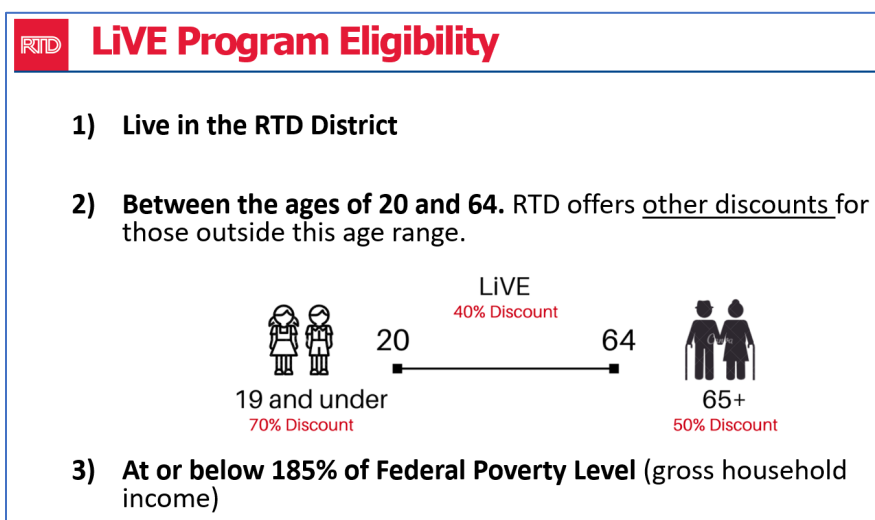 RTD LiVE Program Eligibility
1) Live in the RTD District
2) Between the ages of 20 and 64. RTD offers other discounts for
those outside this age range.
LiVE
40% Discount
20
64
19 and under
70% Discount
65+
50% Discount
3) At or below 185% of Federal Poverty Level (gross household
income)